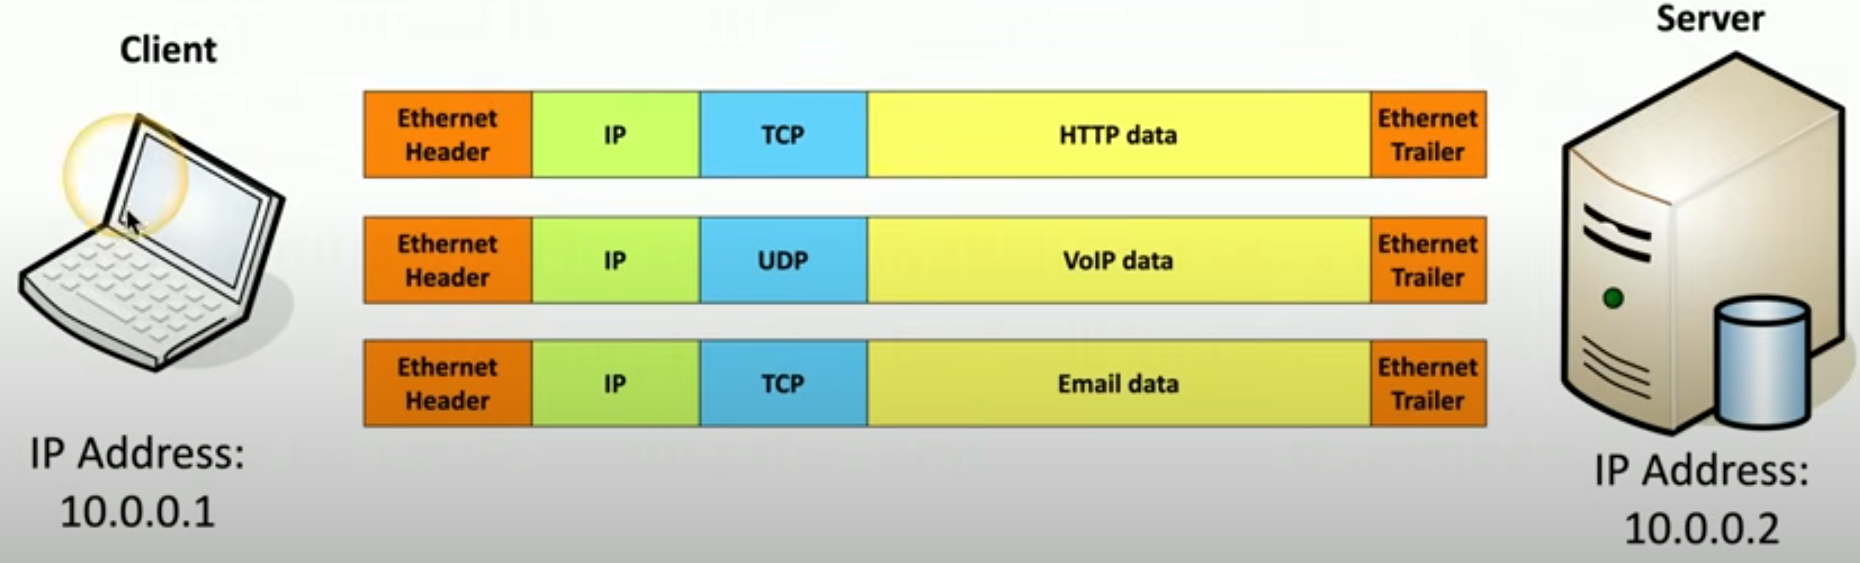 Client
Server
Ethernet
Header
IP
TCP
HTTP data
Ethernet
Trailer
Ethernet
Header
IP
UDP
VoIP data
Ethernet
Trailer
Ethernet
Header
IP
TCP
Email data
Ethernet
Trailer
IP Address:
10.0.0.1
IP Address:
10.0.0.2